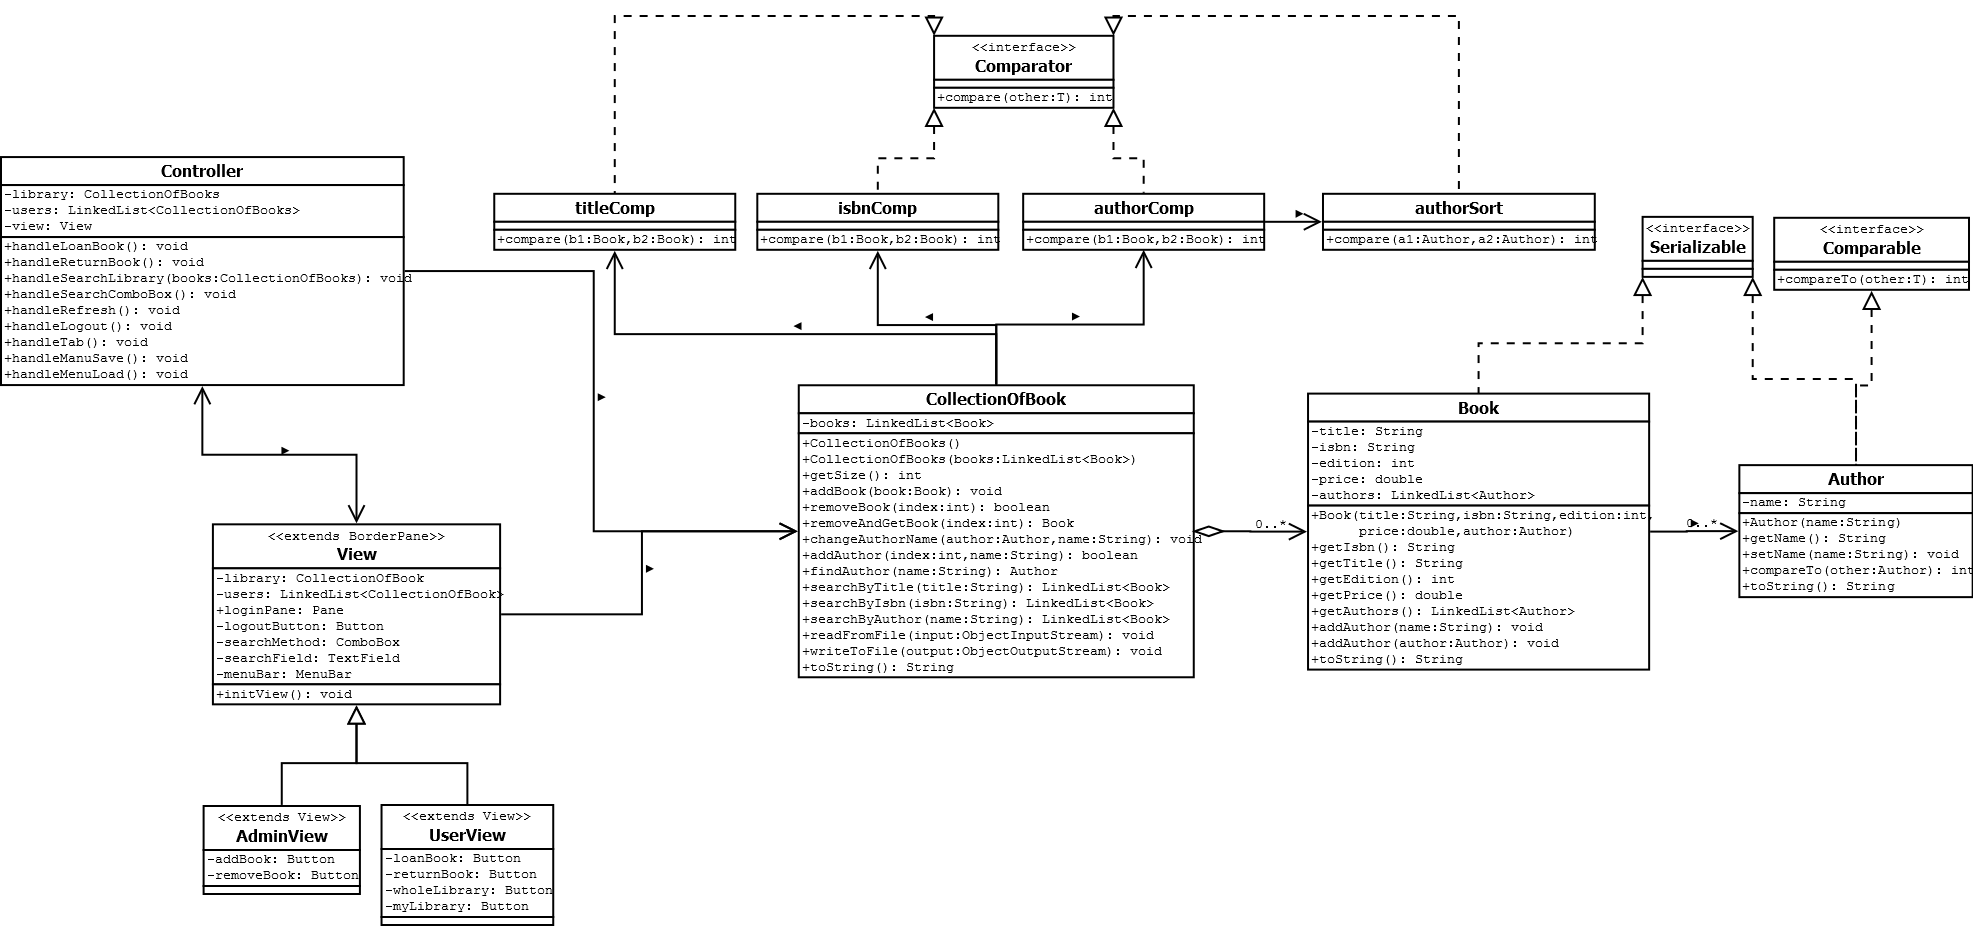 <<interface>>
Comparator
+compare(other:T): int
Controller
-library: CollectionOfBooks
-users: LinkedList<CollectionOfBooks>
-view: View
+handleLoanBook(): void
+handleReturnBook(): void
+handleSearchLibrary(books:CollectionOfBooks): void
+handleSearchComboBox(): void
+handleRefresh(): void
+handleLogout(): void
+handleTab(): void
+handleManuSave(): void
+handleMenuLoad(): void
titleComp
+compare(b1:Book,b2:Book): int
isbnComp
+compare(b1:Book,b2:Book): int
authorComp
+compare(b1:Book,b2:Book): int
authorSort
+compare(a1:Author,a2:Author): int
<<interface>>
Serializable
<<interface>>
Comparable
+compareTo(other:T): int
CollectionOfBook
-books: LinkedList<Book>
+CollectionOfBooks()
+CollectionOfBooks(books:LinkedList<Book>)
+getSize(): int
+addBook(book:Book): void
+removeBook(index:int): boolean
+removeAndGetBook(index:int): Book
+changeAuthorName(author:Author,name:String): void
+addAuthor(index:int,name:String): boolean
+findAuthor(name:String): Author
+searchByTitle(title:String): LinkedList<Book>
+searchByIsbn(isbn:String): LinkedList<Book>
+searchByAuthor(name:String): LinkedList<Book>
+readFromFile(input:ObjectInputStream): void
+writeToFile(output:ObjectOutputStream): void
+toString(): String
0..*
Book
-title: String
-isbn: String
-edition: int
-price: double
-authors: LinkedList<Author>
+Book(title:String,isbn:String,edition:int,
price:double,author:Author)
+getIsbn(): String
+getTitle(): String
+getEdition(): int
+getPrice(): double
+getAuthors(): LinkedList<Author>
+addAuthor(name:String): void
+addAuthor(author:Author): void
+toString(): String
0..*
Author
-name: String
+Author(name:String)
+getName(): String
+setName(name:String): void
+compareTo(other:Author): int
+toString(): String
<<extends BorderPane>>
View
-library: CollectionOfBook
-users: LinkedList<CollectionOfBook>
+loginPane: Pane
-logoutButton: Button
-searchMethod: ComboBox
-searchField: TextField
-menuBar: MenuBar
+initView(): void
<<extends View>>
AdminView
-addBook: Button
-removeBook: Button
<<extends View>>
UserView
-loanBook: Button
-returnBook: Button
-wholeLibrary: Button
-myLibrary: Button